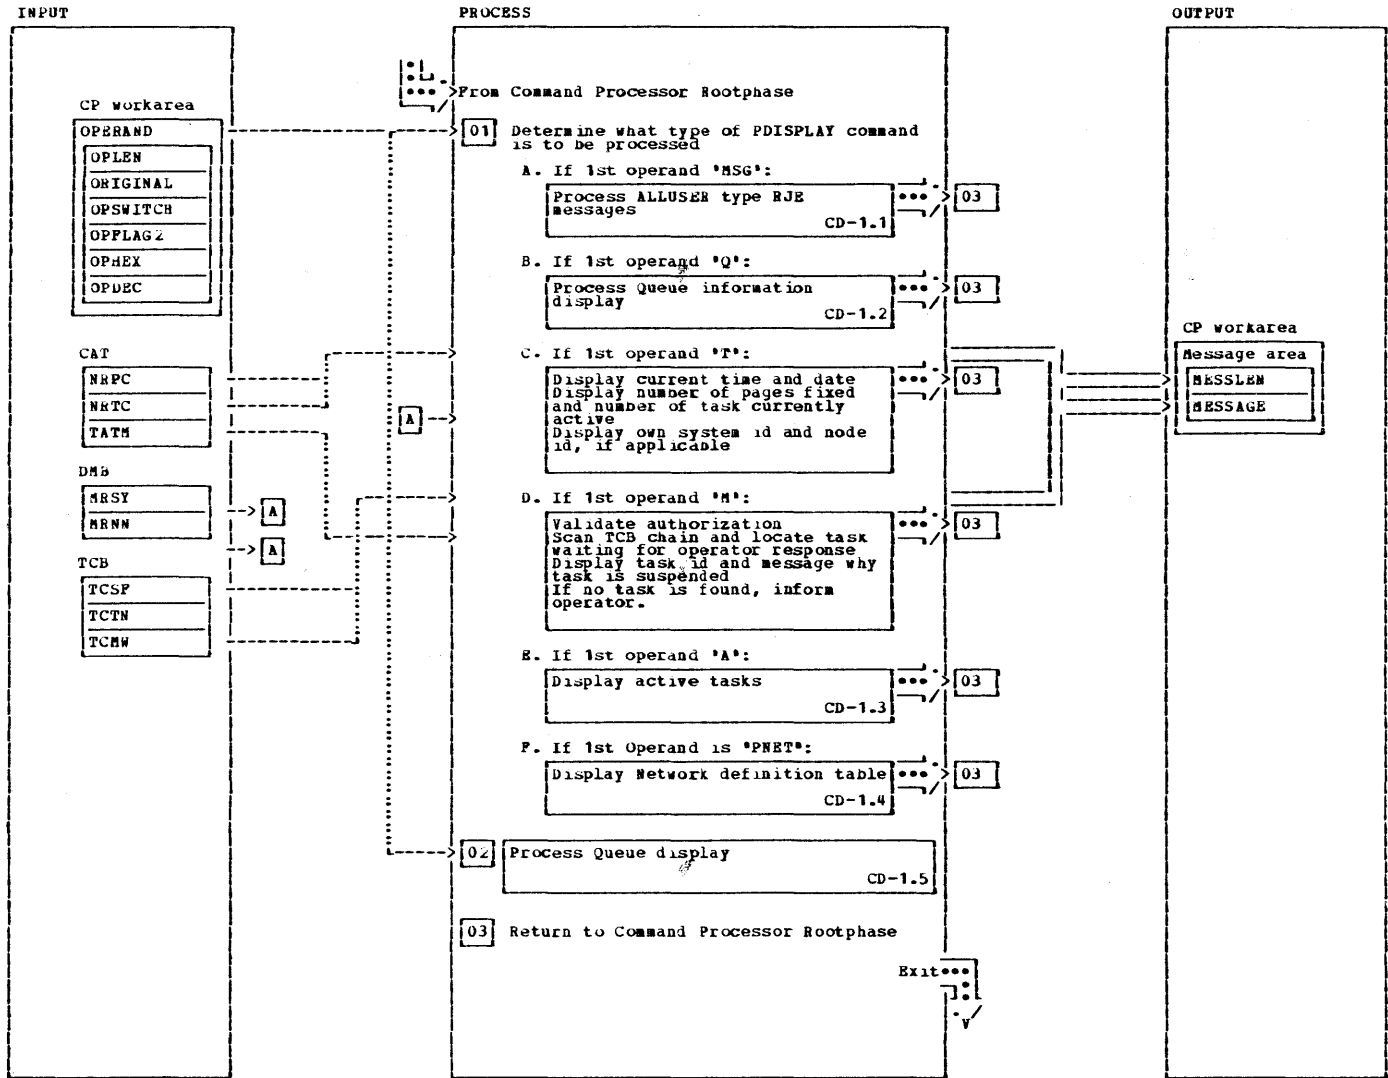 INPUT
PROCESS
OUTPUT
From Command Processor Rootphase
CP workarea
OPERAND
OPLEN
ORIGINAL
OPSWITCH
OPFLAG2
OPHEX
OPDEC
CAT
NRPC
NRTC
TATM
DMB
MRSY
MRNN
A
A
TCB
TCSF
TCTN
TCMW
A
01 Determine what type of PDISPLAY command
is to be processed
A. If 1st operand 'MSG':
Process ALLUSER type RJE
messages
CD-1.1
03
B. If 1st operand 'Q':
Process Queue information
display
CD-1.2
03
C. If 1st operand 'T':
Display current time and date
Display number of pages fixed
and number of task currently
active
Display own system id and node
id, if applicable
03
D. If 1st operand 'M':
Validate authorization
Scan TCB chain and locate task
waiting for operator response
Display task id and message why
task is suspended
If no task is found, inform
operator.
03
E. If 1st operand 'A':
Display active tasks
CD-1.3
03
F. If 1st Operand is 'PNET':
Display Network definition table
CD-1.4
03
02 Process Queue display
CD-1.5
03 Return to Command Processor Rootphase
Exit
CP workarea
Message area
MESSLEN
MESSAGE